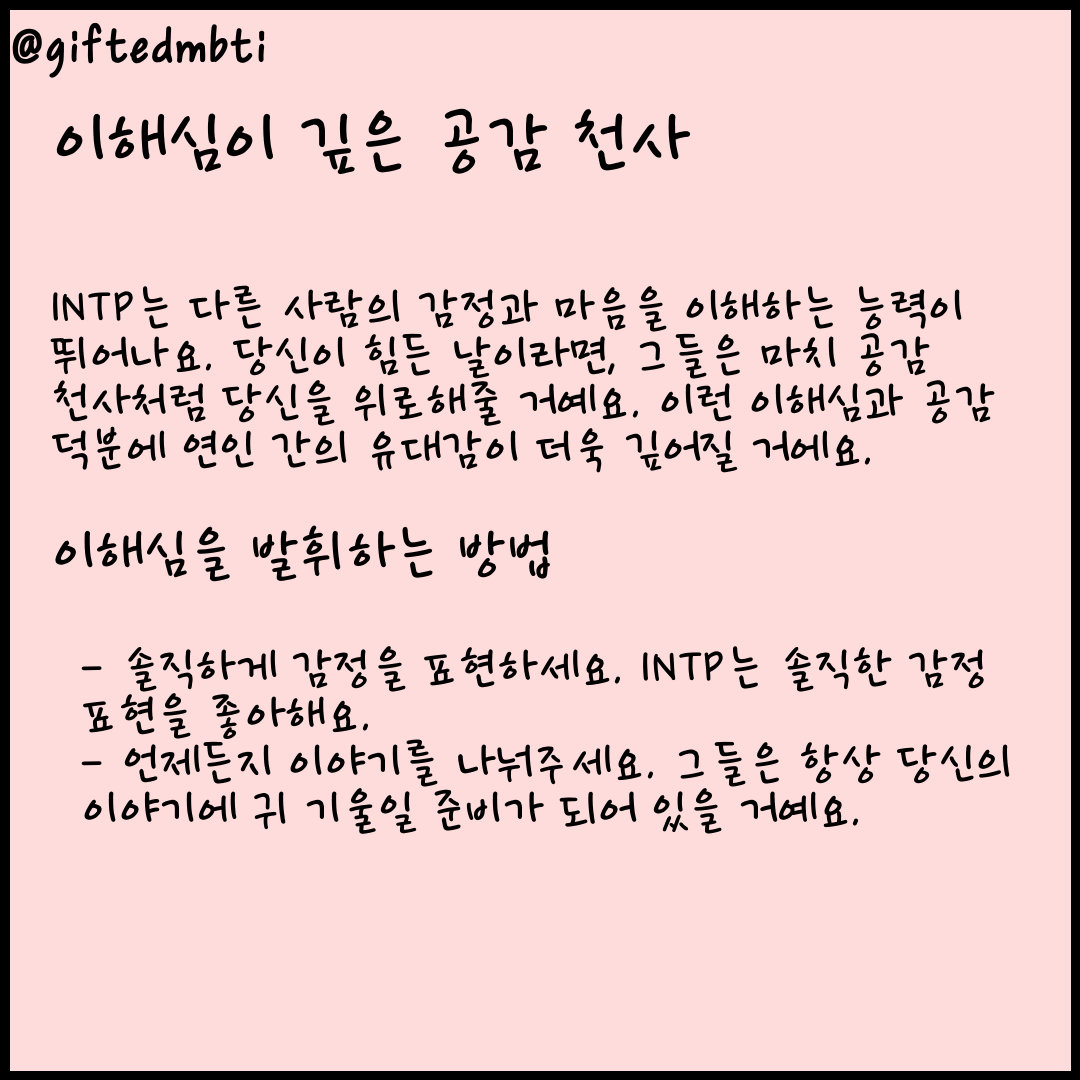 @giftedmbti
이해심이 깊은 공감 천사
INTP는 다른 사람의 감정과 마음을 이해하는 능력이
뛰어나요. 당신이 힘든 날이라면, 그들은 마치 공감
천사처럼 당신을 위로해줄 거예요. 이런 이해심과 공감
덕분에 연인 간의 유대감이 더욱 깊어질 거에요.
이해심을 발휘하는 방법
- 솔직하게 감정을 표현하세요. INTP는 솔직한 감정
표현을 좋아해요.
- 언제든지 이야기를 나눠주세요. 그들은 항상 당신의
이야기에 귀 기울일 준비가 되어 있을 거예요.